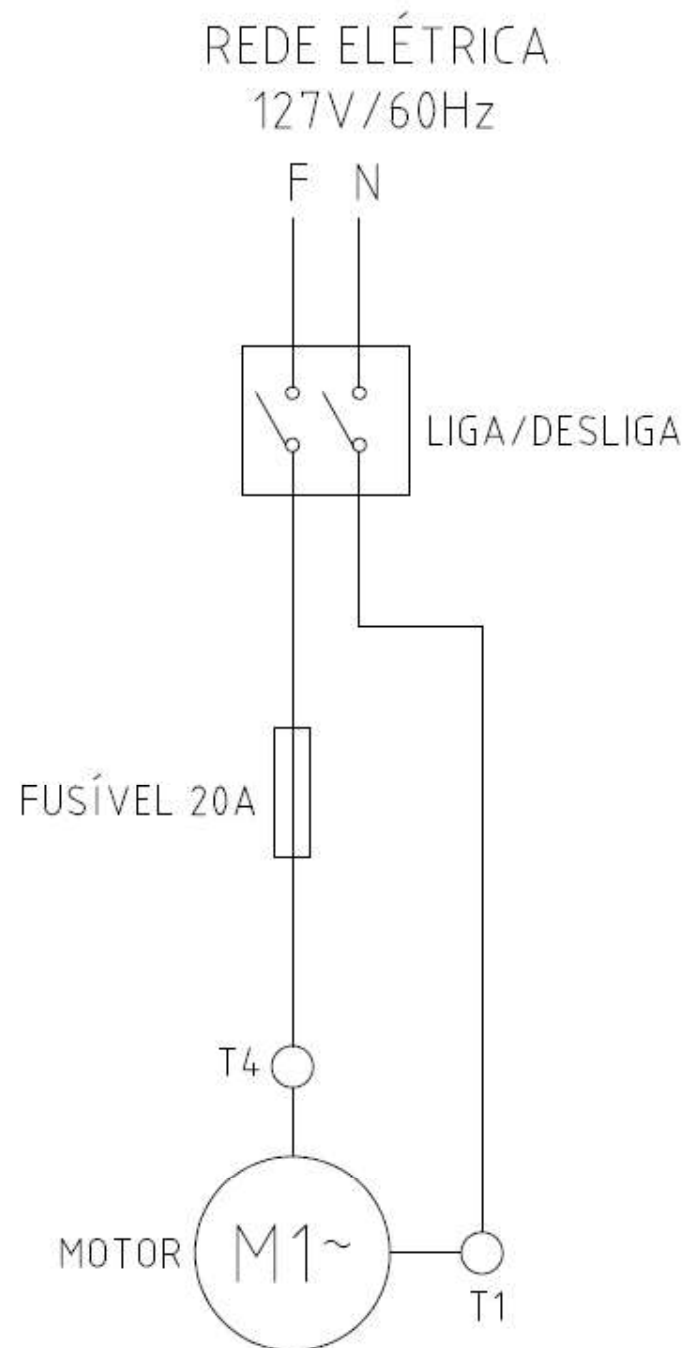 REDE ELÉTRICA
127V/60Hz
F N
LIGA/DESLIGA
FUSÍVEL 20A
T4
MOTOR M1~
T1